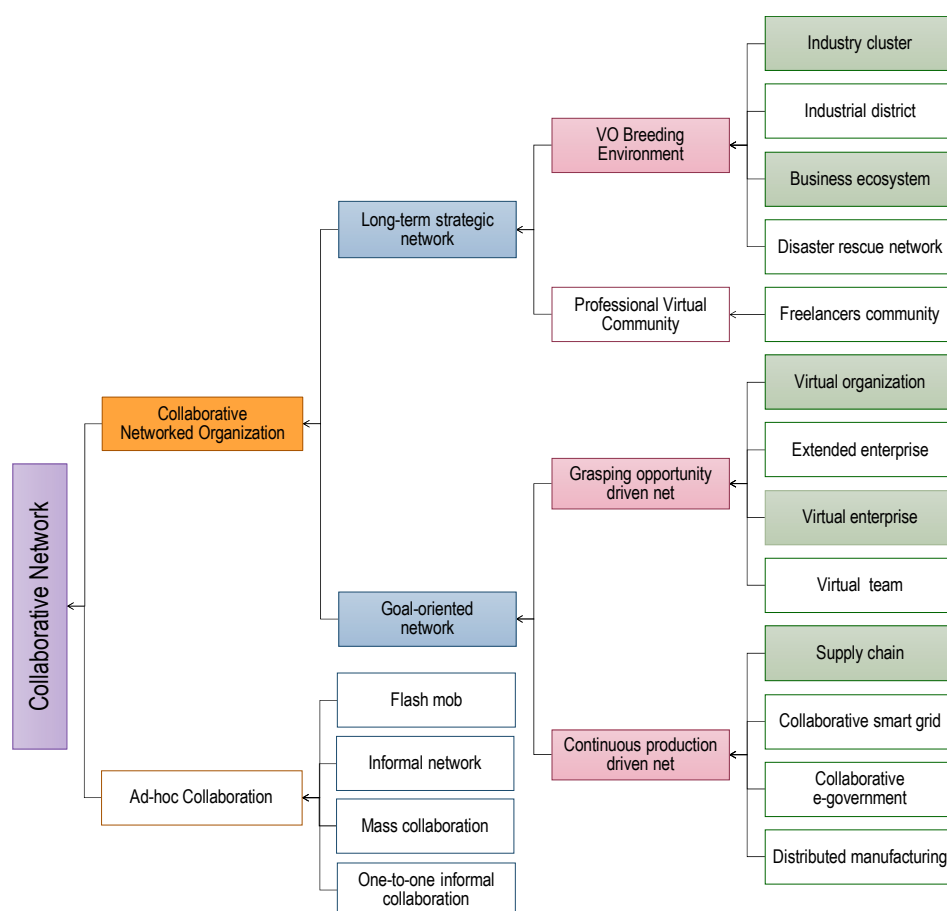 Industry cluster
Industrial district
VO Breeding
Environment
Business ecosystem
Long-term strategic
network
Disaster rescue network
Professional Virtual
Community
Freelancers community
Virtual organization
Collaborative
Networked Organization
Extended enterprise
Grasping opportunity
driven net
Virtual enterprise
Collaborative Network
Virtual team
Goal-oriented
network
Supply chain
Flash mob
Collaborative smart grid
Informal network
Continuous production
driven net
Collaborative
e-government
Ad-hoc Collaboration
Mass collaboration
Distributed manufacturing
One-to-one informal
collaboration